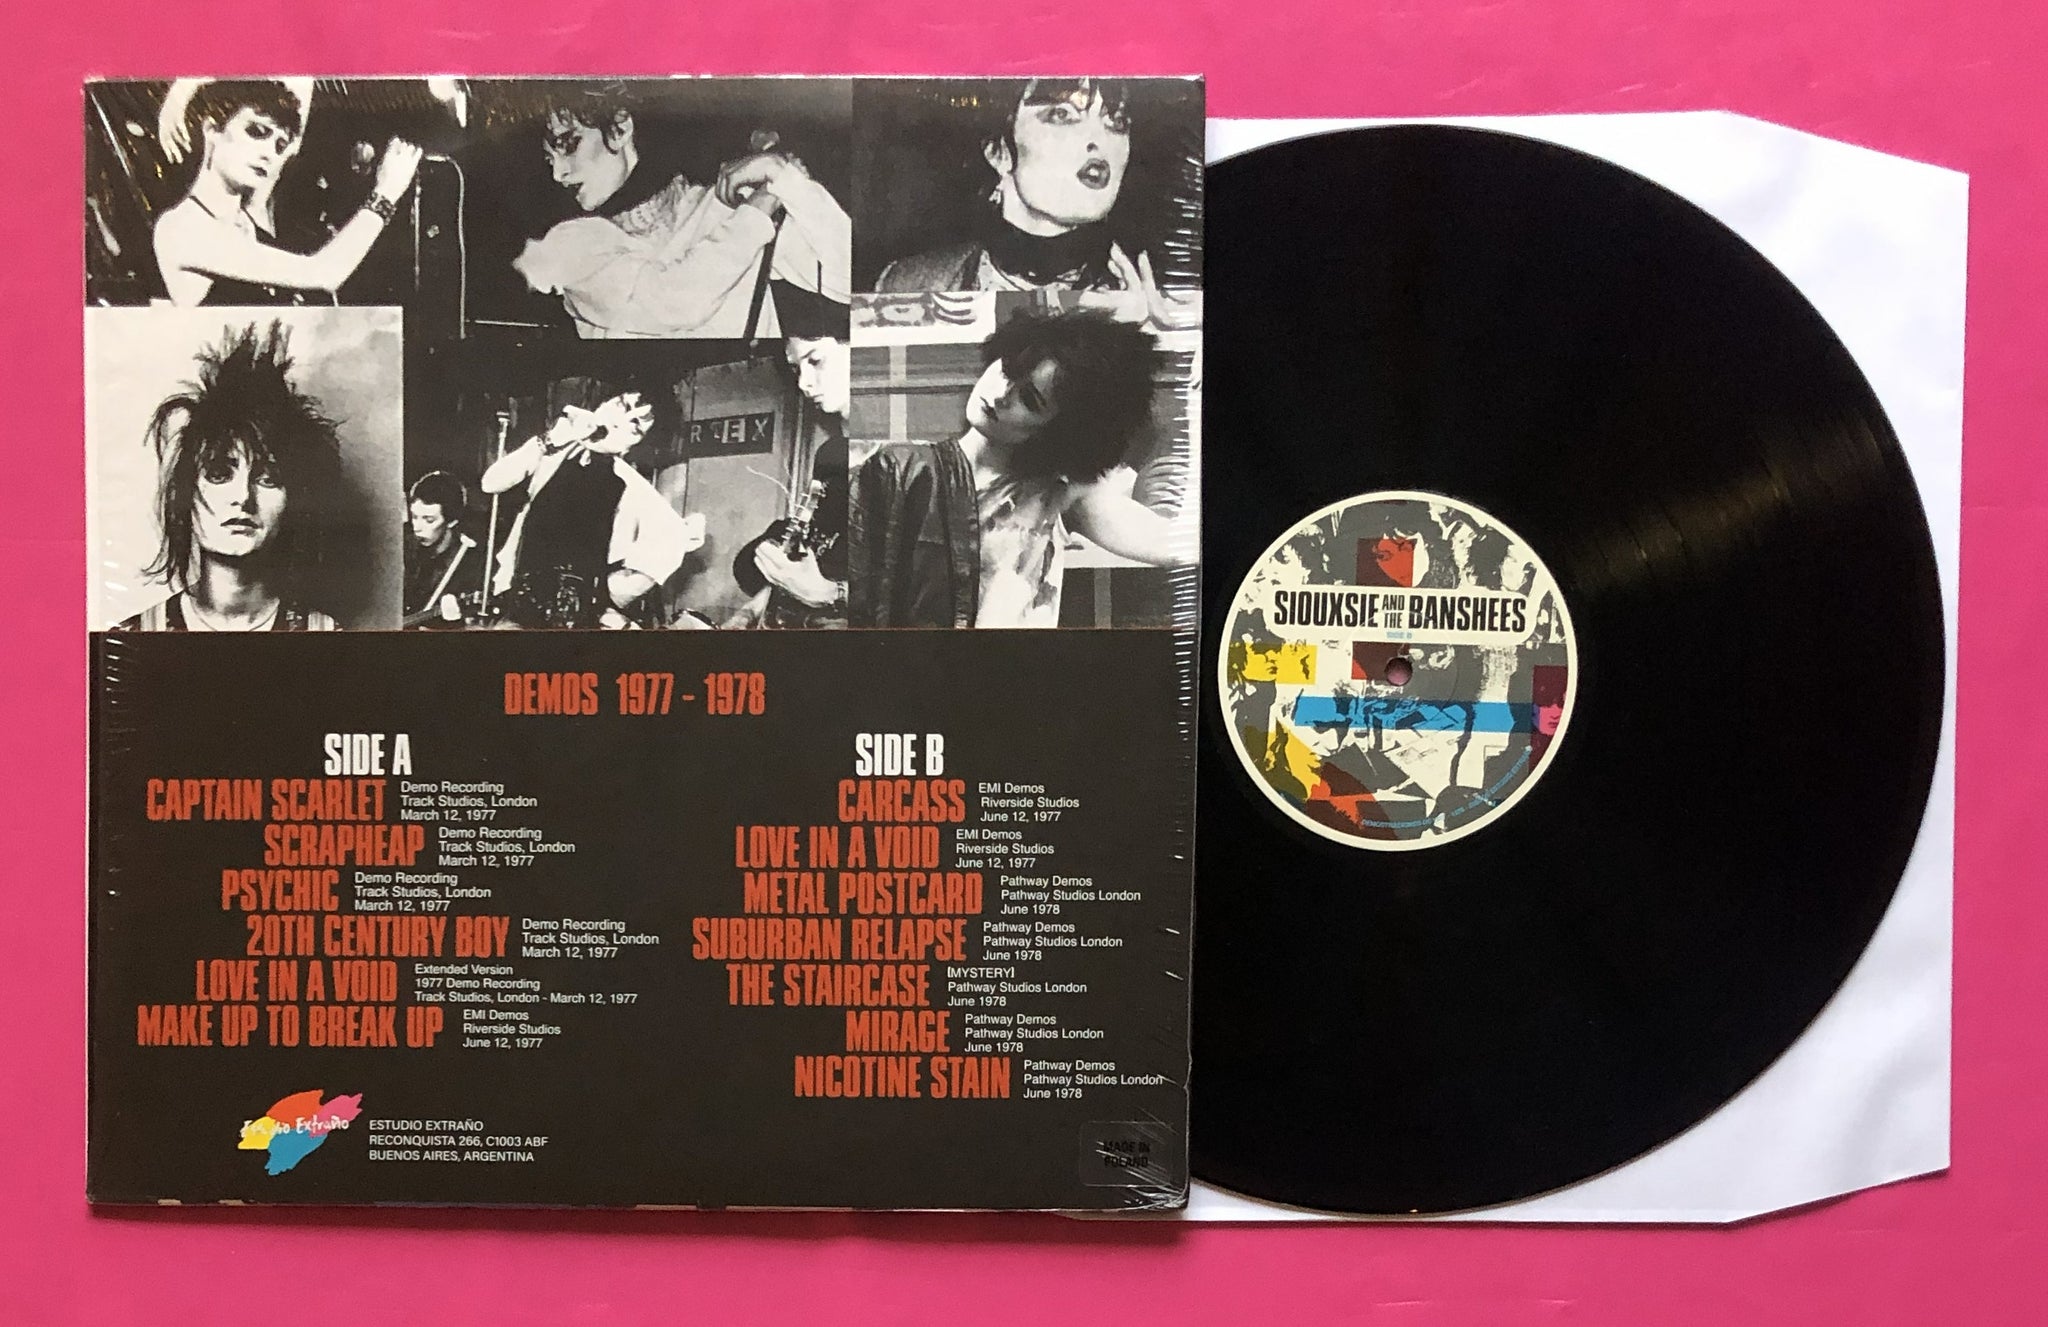 RTEX
DEMOS 1977 - 1978
SIDE A
CAPTAIN SCARLET
Demo Recording
Track Studios, London
March 12, 1977
SCRAPHEAP
Demo Recording
Track Studios, London
March 12, 1977
PSYCHIC
Demo Recording
Track Studios, London
March 12, 1977
20TH CENTURY BOY
Demo Recording
Track Studios, London
March 12, 1977
LOVE IN A VOID
Extended Version
1977 Demo Recording
Track Studios, London - March 12, 1977
MAKE UP TO BREAK UP
EMI Demos
Riverside Studios
June 12, 1977
SIDE B
CARCASS
EMI Demos
Riverside Studios
June 12, 1977
LOVE IN A VOID
EMI Demos
Riverside Studios
June 12, 1977
METAL POSTCARD
Pathway Demos
Pathway Studios London
June 1978
SUBURBAN RELAPSE
Pathway Demos
Pathway Studios London
June 1978
THE STAIRCASE
[MYSTERY]
Pathway Studios London
June 1978
MIRAGE
Pathway Demos
Pathway Studios London
June 1978
NICOTINE STAIN
Pathway Demos
Pathway Studios London
June 1978
Estudio Extraño
ESTUDIO EXTRAÑO
RECONQUISTA 266, C1003 ABF
BUENOS AIRES, ARGENTINA
MADE IN
POLAND
SIOUXSIE AND THE BANSHEES
SIDE B